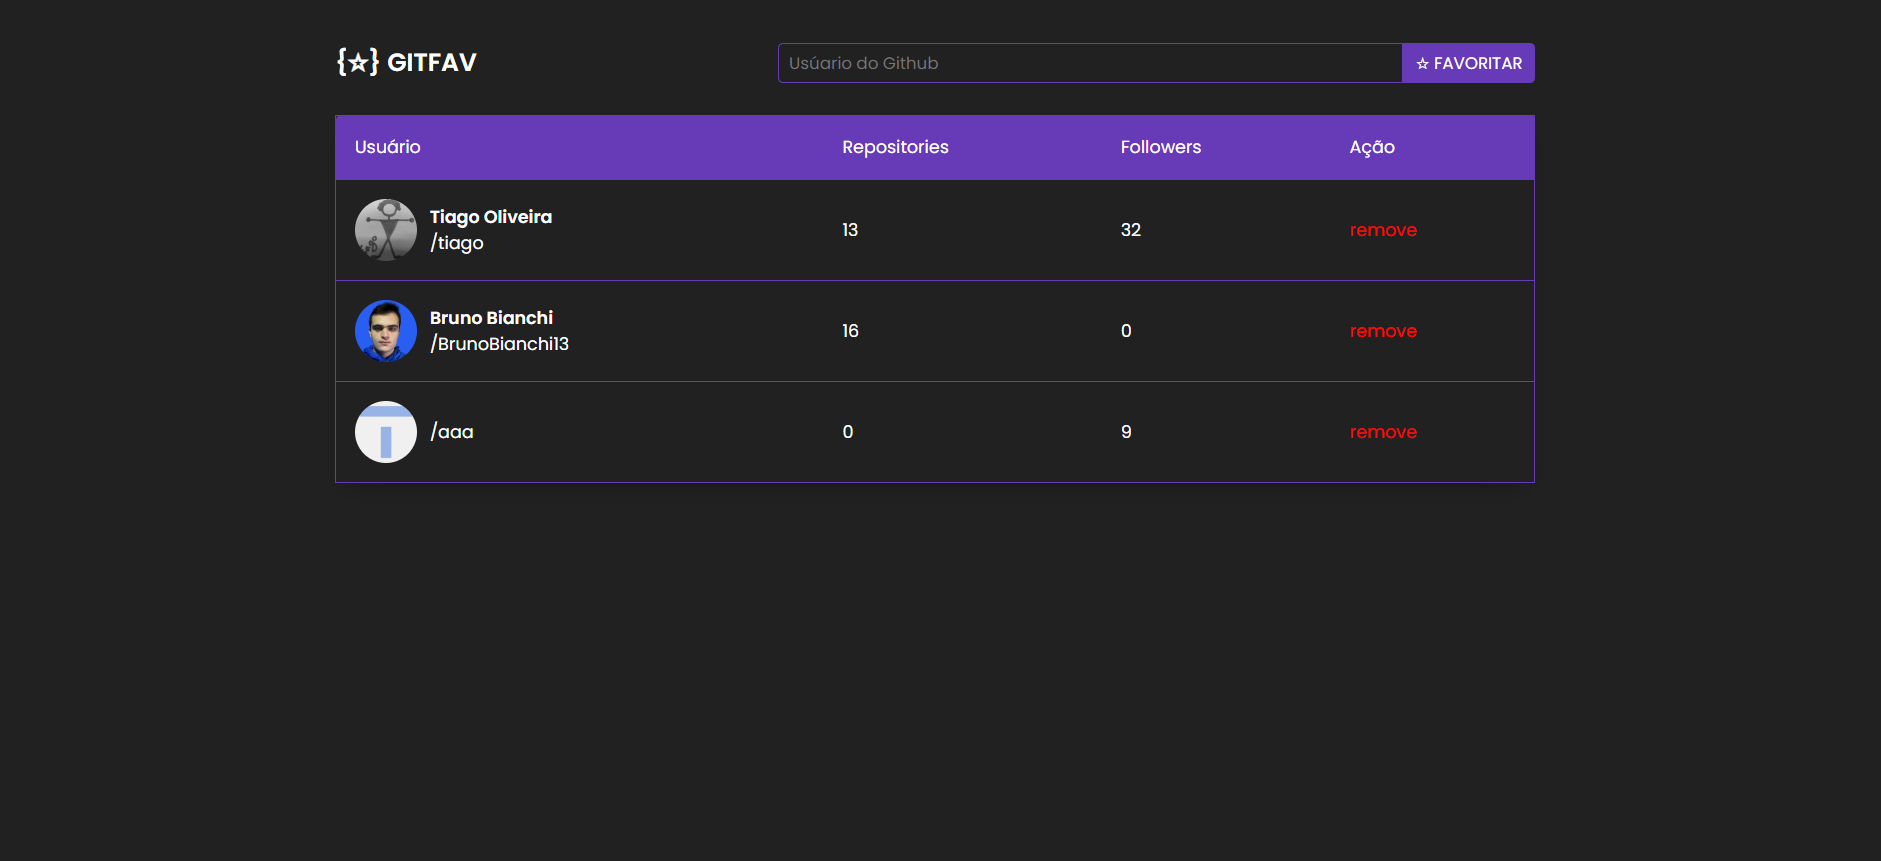 {☆} GITFAV
Usúario do Github
☆ FAVORITAR
Usuário Repositories Followers Ação
Tiago Oliveira
/tiago
13 32 remove
Bruno Bianchi
/BrunoBianchi13
16 0 remove
/aaa 0 9 remove